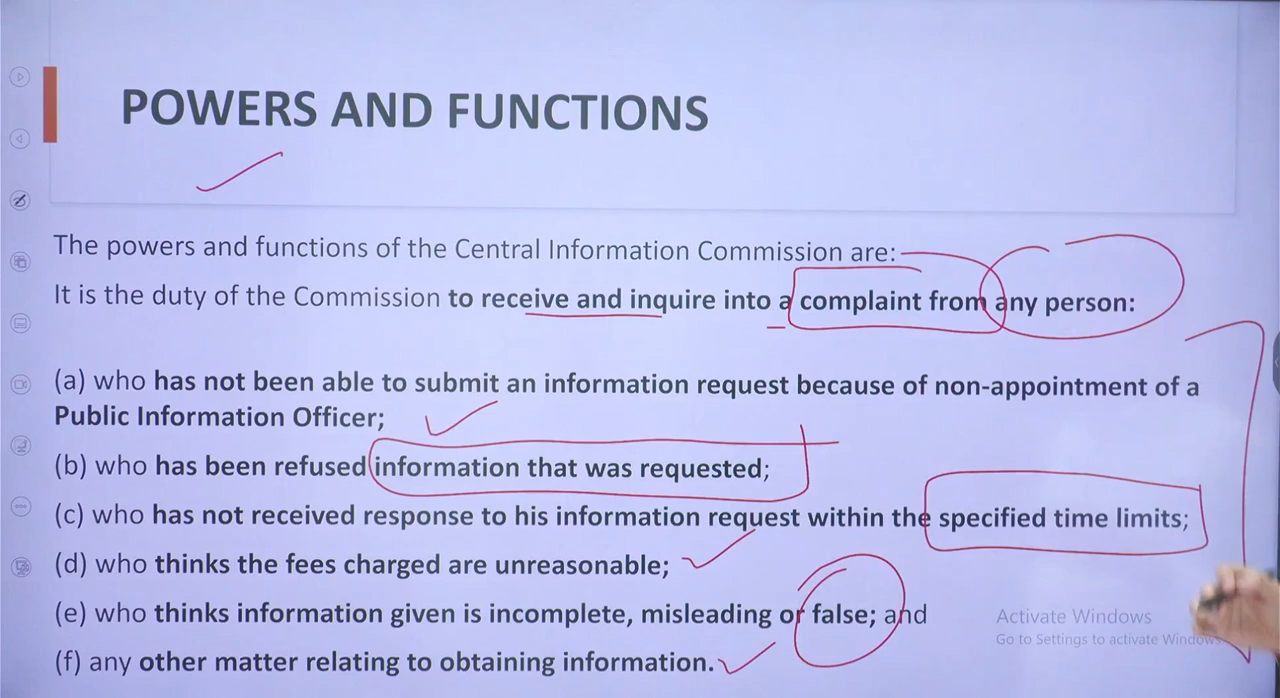 POWERS AND FUNCTIONS
The powers and functions of the Central Information Commission are:
It is the duty of the Commission to receive and inquire into a complaint from any person:
(a) who has not been able to submit an information request because of non-appointment of a
Public Information Officer;
(b) who has been refused information that was requested;
(c) who has not received response to his information request within the specified time limits;
(d) who thinks the fees charged are unreasonable;
(e) who thinks information given is incomplete, misleading or false; and
(f) any other matter relating to obtaining information.
Activate Windows
Go to Settings to activate Windows.